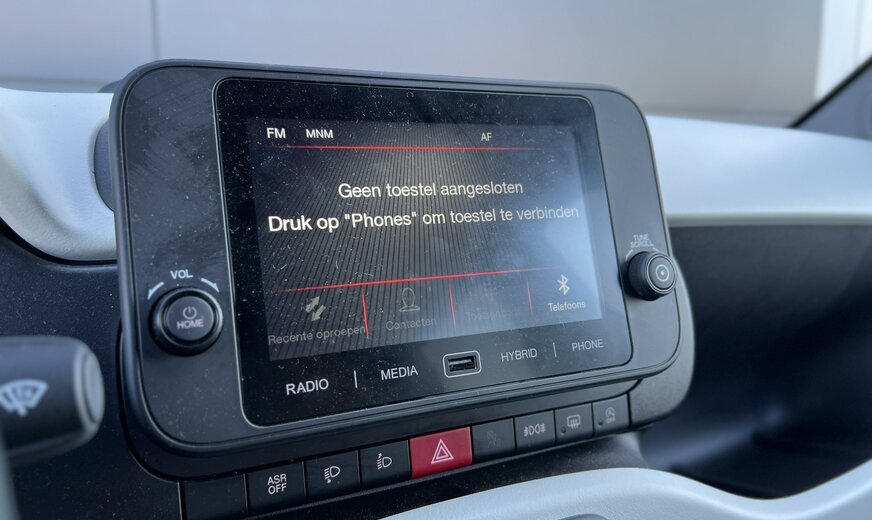 FM MNM AF
Geen toestel aangesloten
Druk op "Phones" om toestel te verbinden
Recente oproepen Contacten Telefoons
VOL
HOME
TUNE
SCROLL
RADIO | MEDIA HYBRID | PHONE
ASR
OFF
OFF